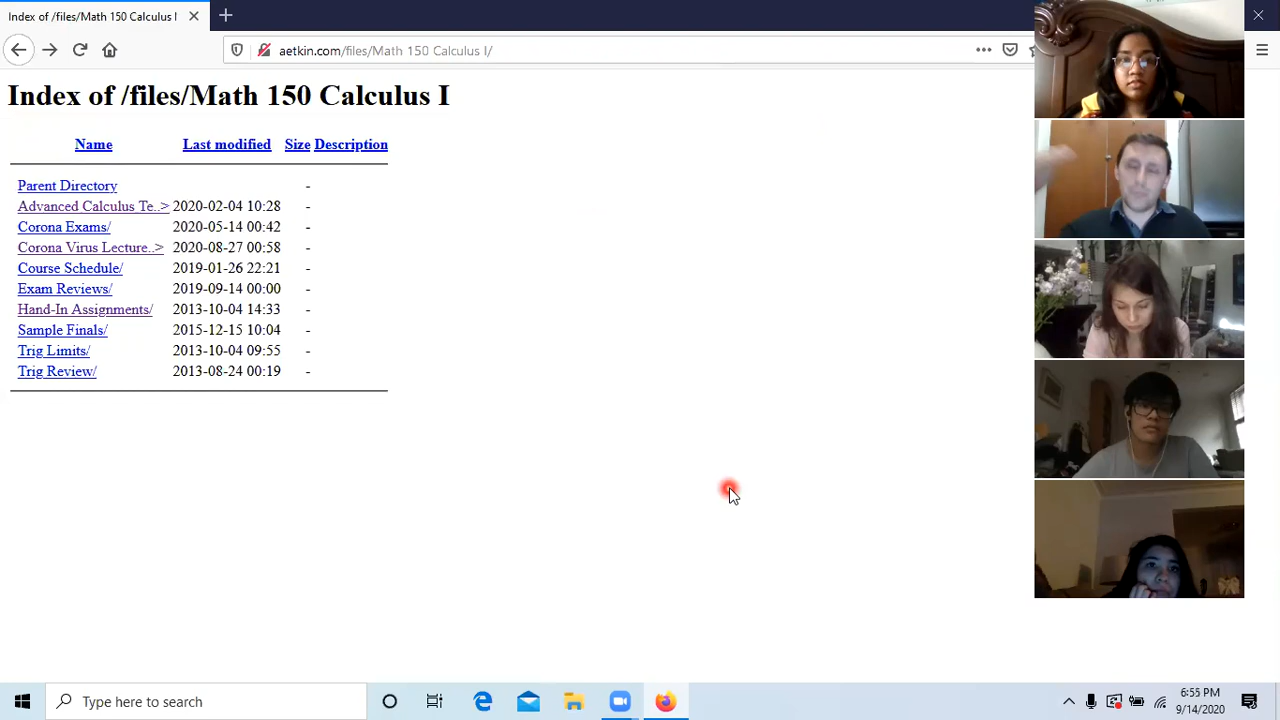 Index of /files/Math 150 Calculus I
aetkin.com/files/Math 150 Calculus I/
Index of /files/Math 150 Calculus I
Name Last modified Size Description
Parent Directory -
Advanced Calculus Te..> 2020-02-04 10:28 -
Corona Exams/ 2020-05-14 00:42 -
Corona Virus Lecture..> 2020-08-27 00:58 -
Course Schedule/ 2019-01-26 22:21 -
Exam Reviews/ 2019-09-14 00:00 -
Hand-In Assignments/ 2013-10-04 14:33 -
Sample Finals/ 2015-12-15 10:04 -
Trig Limits/ 2013-10-04 09:55 -
Trig Review/ 2013-08-24 00:19 -
Type here to search
6:55 PM
9/14/2020